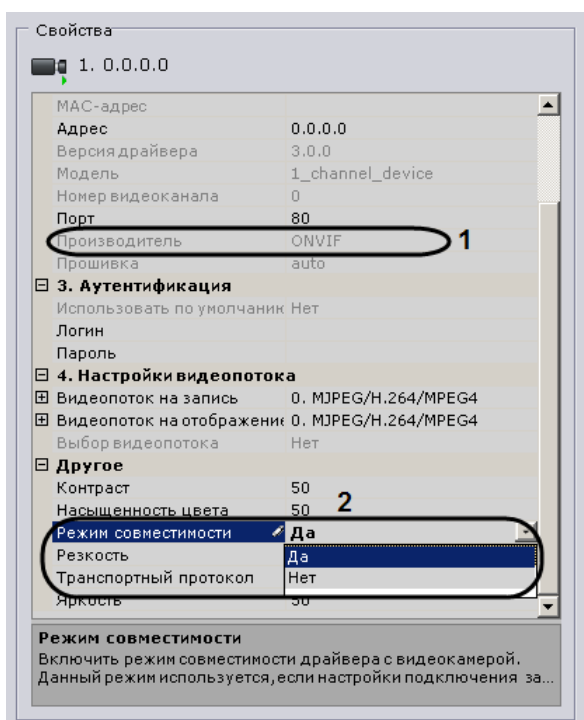 Свойства
1. 0.0.0.0
MAC-адрес
Адрес 0.0.0.0
Версия драйвера 3.0.0
Модель 1_channel_device
Номер видеоканала 0
Порт 80
Производитель ONVIF 1
Прошивка auto
3. Аутентификация
Использовать по умолчанию Нет
Логин
Пароль
4. Настройки видеопотока
Видеопоток на запись 0. MJPEG/H.264/MPEG4
Видеопоток на отображени 0. MJPEG/H.264/MPEG4
Выбор видеопотока Нет
Другое
Контраст 50
Насыщенность цвета 50 2
Режим совместимости Да
Резкость Да
Транспортный протокол Нет
Яркость 50
Режим совместимости
Включить режим совместимости драйвера с видеокамерой.
Данный режим используется, если настройки подключения за...